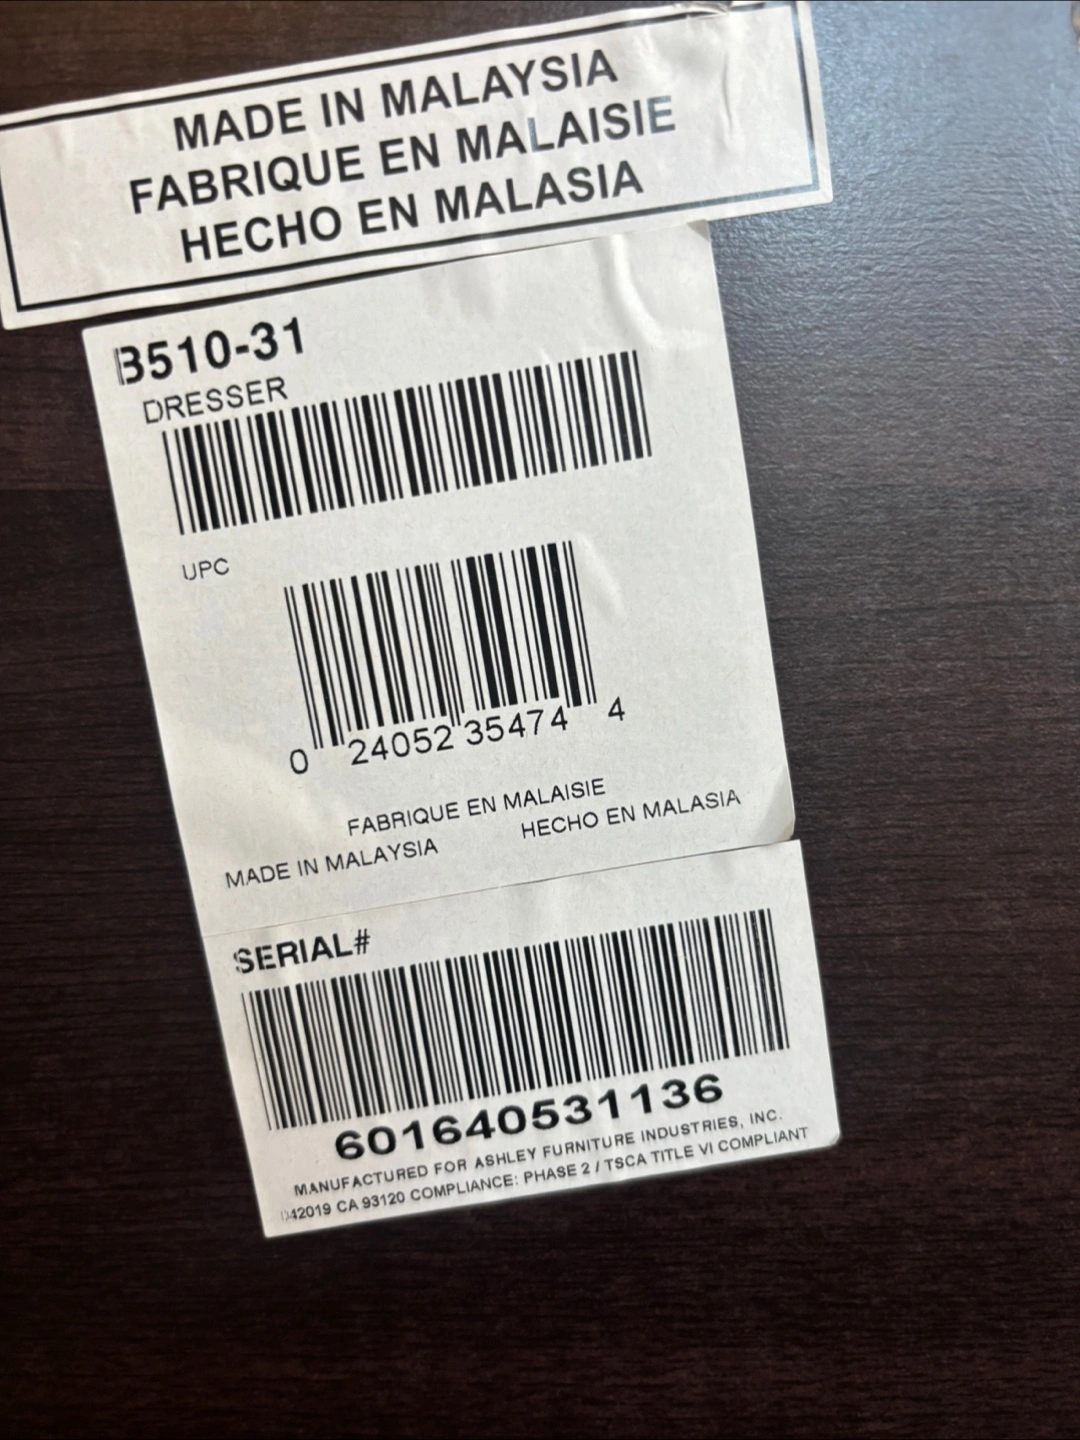 MADE IN MALAYSIA
FABRIQUE EN MALAISIE
HECHO EN MALASIA
B510-31
DRESSER
UPC
0 24052 35474 4
FABRIQUE EN MALAISIE
MADE IN MALAYSIA HECHO EN MALASIA
SERIAL#
601640531136
MANUFACTURED FOR ASHLEY FURNITURE INDUSTRIES, INC.
042019 CA 93120 COMPLIANCE: PHASE 2 / TSCA TITLE VI COMPLIANT